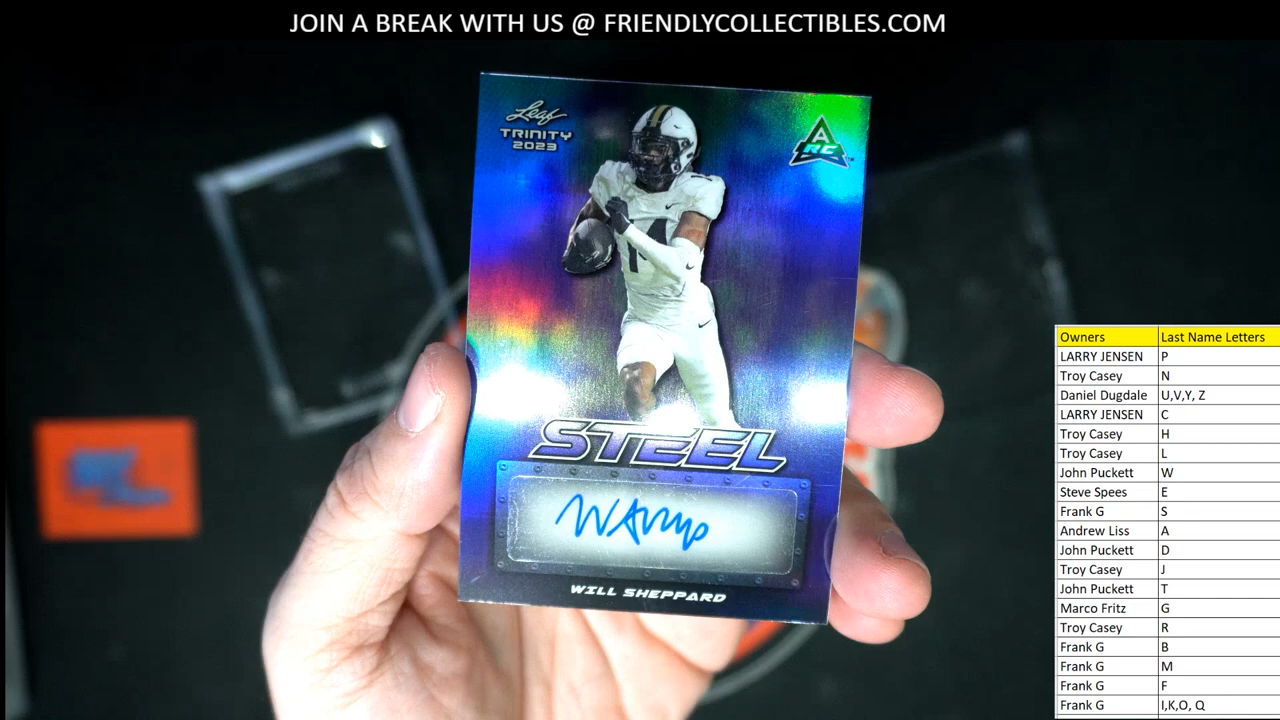 JOIN A BREAK WITH US @ FRIENDLYCOLLECTIBLES.COM
Leaf
TRINITY
2023
A
RC
14
STEEL
WILL SHEPPARD
Owners Last Name Letters
LARRY JENSEN P
Troy Casey N
Daniel Dugdale U,V,Y, Z
LARRY JENSEN C
Troy Casey H
Troy Casey L
John Puckett W
Steve Spees E
Frank G S
Andrew Liss A
John Puckett D
Troy Casey J
John Puckett T
Marco Fritz G
Troy Casey R
Frank G B
Frank G M
Frank G F
Frank G I,K,O, Q